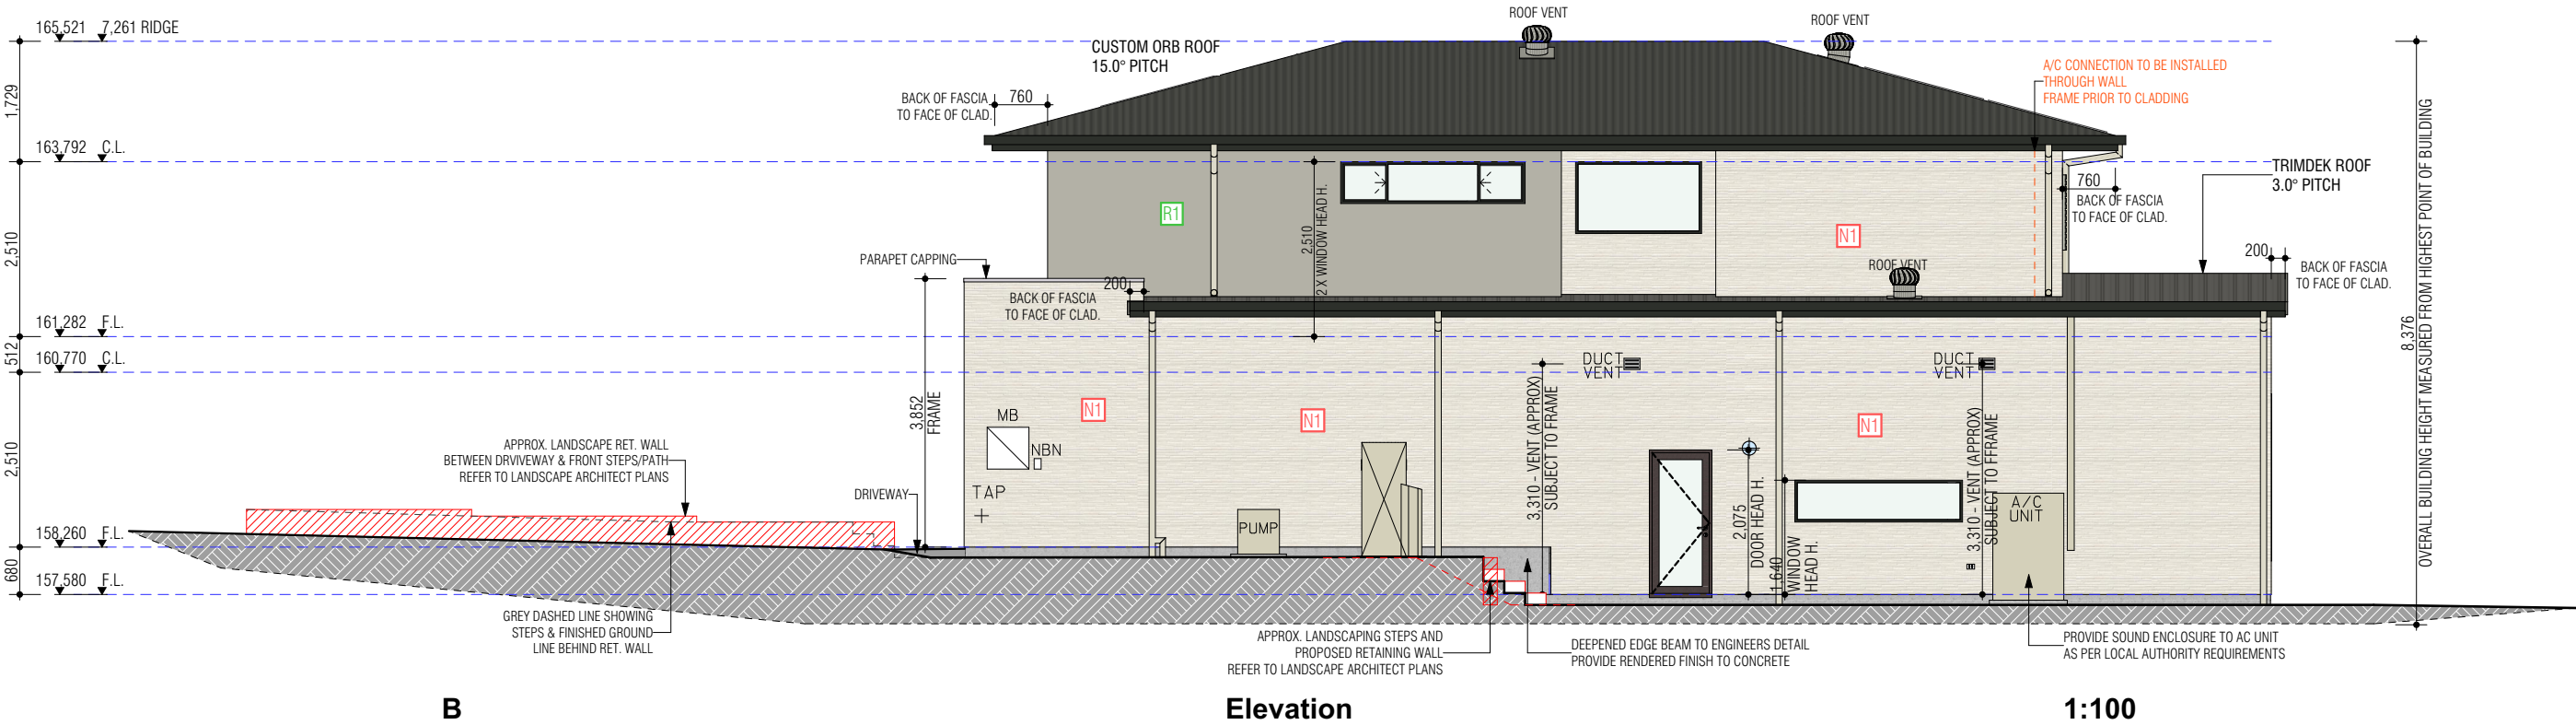 ROOF VENT
ROOF VENT
165,521 7,261 RIDGE
CUSTOM ORB ROOF
15.0° PITCH
A/C CONNECTION TO BE INSTALLED
THROUGH WALL
FRAME PRIOR TO CLADDING
1,729
BACK OF FASCIA
TO FACE OF CLAD.
760
163,792 C.L.
TRIMDEK ROOF
3.0° PITCH
760
BACK OF FASCIA
TO FACE OF CLAD.
R1
N1
2,510
2,510
2 X WINDOW HEAD H.
PARAPET CAPPING
ROOF VENT
200
BACK OF FASCIA
TO FACE OF CLAD.
200
BACK OF FASCIA
TO FACE OF CLAD.
161,282 F.L.
512
160,770 C.L.
8,376
OVERALL BUILDING HEIGHT MEASURED FROM HIGHEST POINT OF BUILDING
DUCT
VENT
DUCT
VENT
3,852
FRAME
N1
N1
N1
MB
NBN
TAP
2,510
3,310 - VENT (APPROX)
SUBJECT TO FRAME
3,310 - VENT (APPROX)
SUBJECT TO FFRAME
APPROX. LANDSCAPE RET. WALL
BETWEEN DRVIVEWAY & FRONT STEPS/PATH
REFER TO LANDSCAPE ARCHITECT PLANS
DRIVEWAY
PUMP
2,075
DOOR HEAD H.
1,640
WINDOW
HEAD H.
A/C
UNIT
158,260 F.L.
680
157,580 F.L.
GREY DASHED LINE SHOWING
STEPS & FINISHED GROUND
LINE BEHIND RET. WALL
APPROX. LANDSCAPING STEPS AND
PROPOSED RETAINING WALL
REFER TO LANDSCAPE ARCHITECT PLANS
DEEPENED EDGE BEAM TO ENGINEERS DETAIL
PROVIDE RENDERED FINISH TO CONCRETE
PROVIDE SOUND ENCLOSURE TO AC UNIT
AS PER LOCAL AUTHORITY REQUIREMENTS
B Elevation 1:100